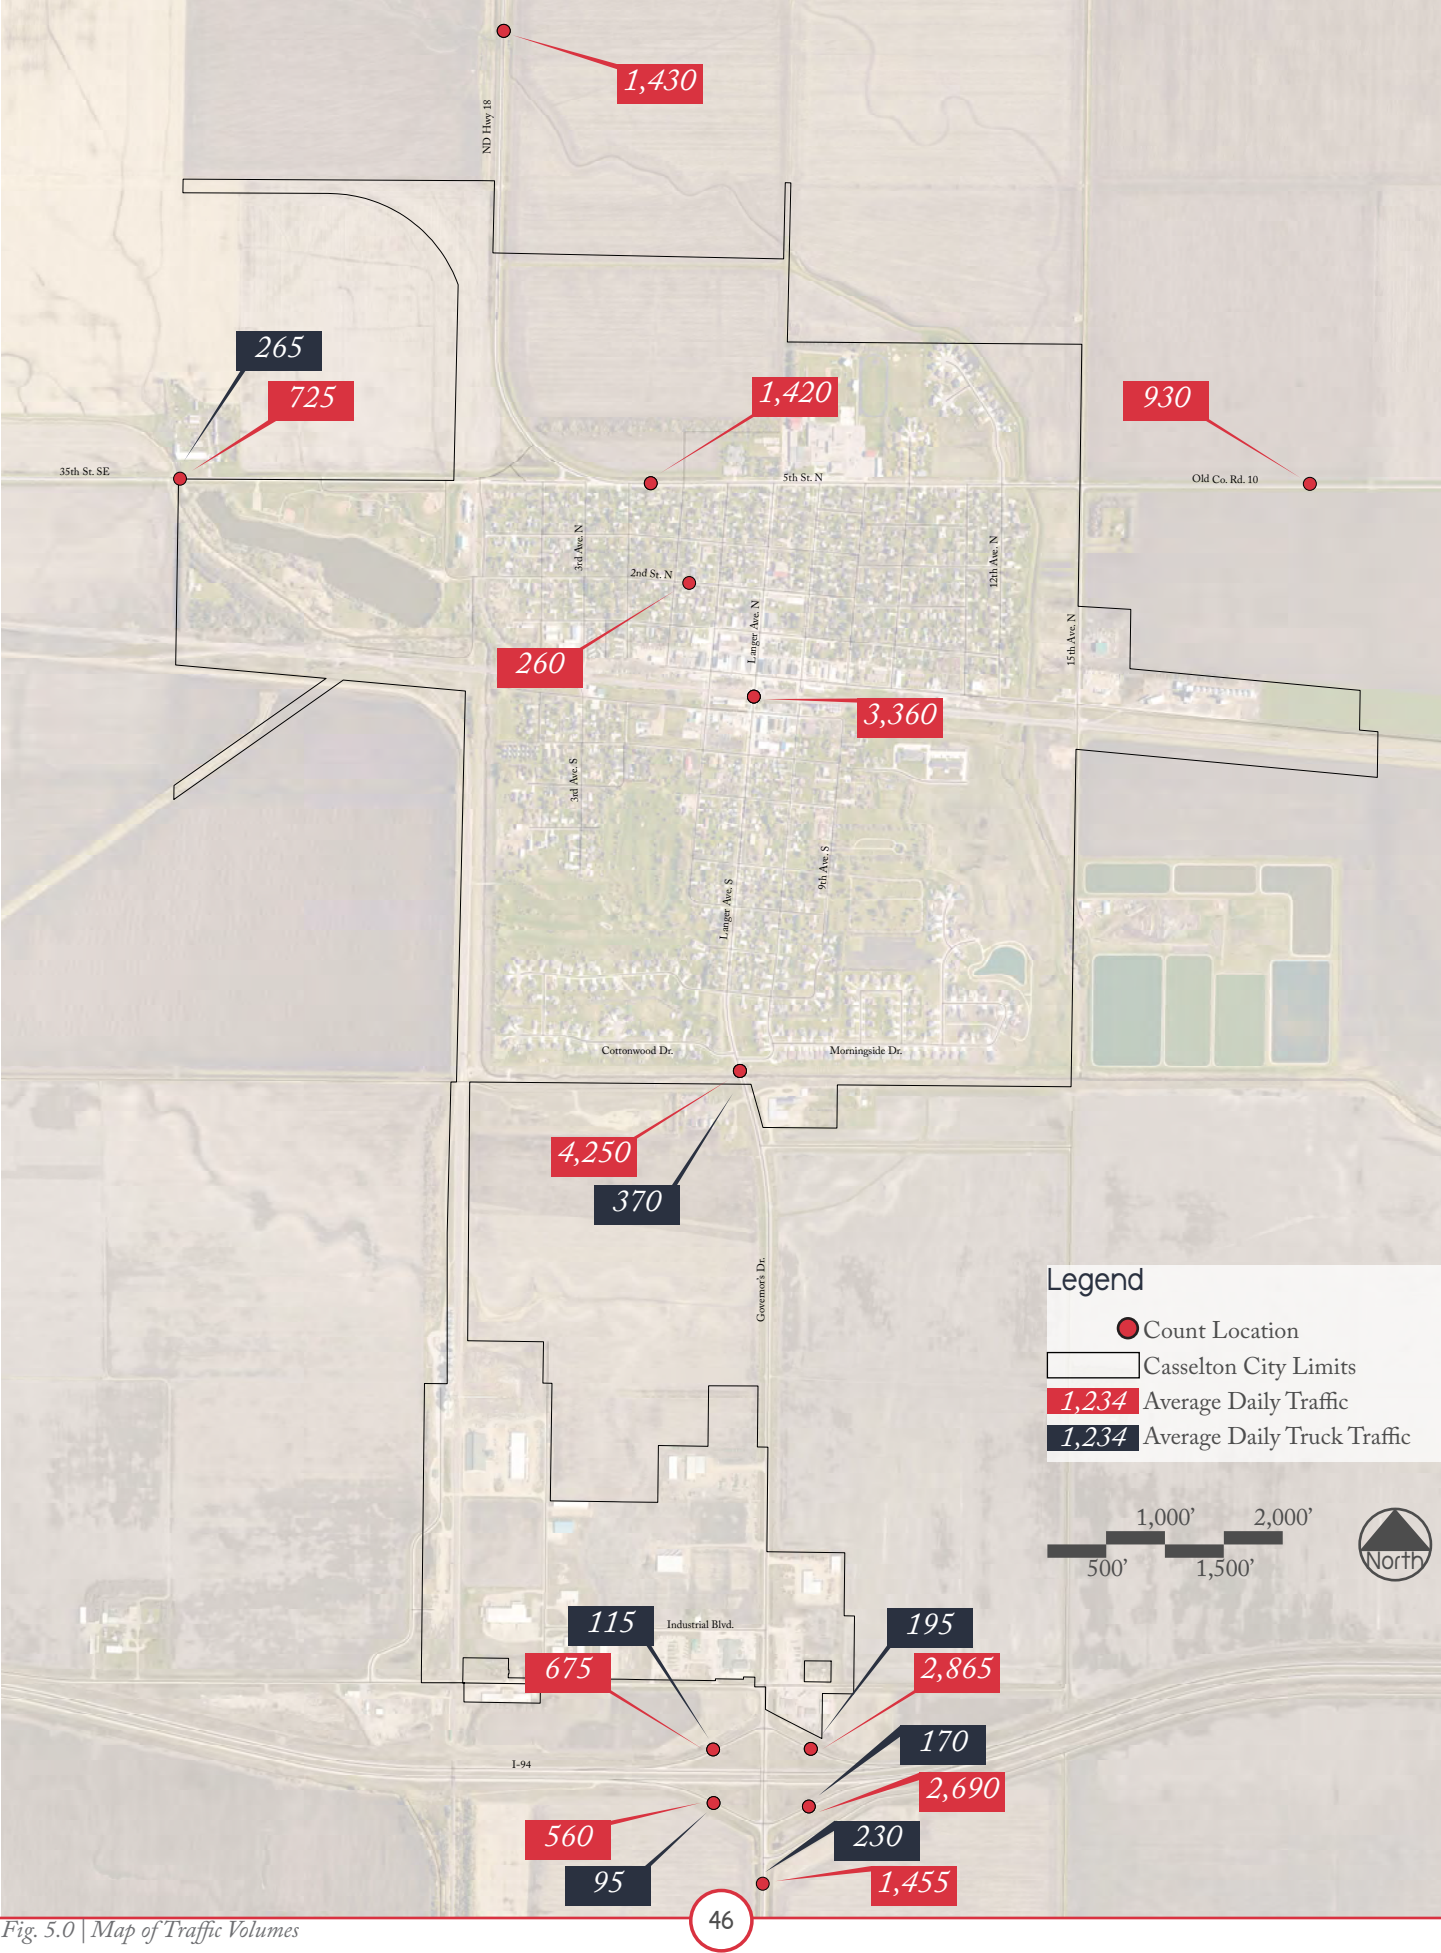 1,430
ND Hwy 18
265
725
1,420
930
35th St. SE
5th St. N
Old Co. Rd. 10
3rd Ave. N
2nd St. N
12th Ave. N
Langer Ave. N
15th Ave. N
260
3,360
3rd Ave. S
9th Ave. S
Langer Ave. S
Cottonwood Dr.
Morningside Dr.
4,250
370
Governor's Dr.
Legend
Count Location
Casselton City Limits
1,234 Average Daily Traffic
1,234 Average Daily Truck Traffic
1,000’ 2,000’
500’ 1,500’
North
115
Industrial Blvd.
195
675
2,865
170
I-94
2,690
560
230
95
1,455
46
Fig. 5.0 | Map of Traffic Volumes